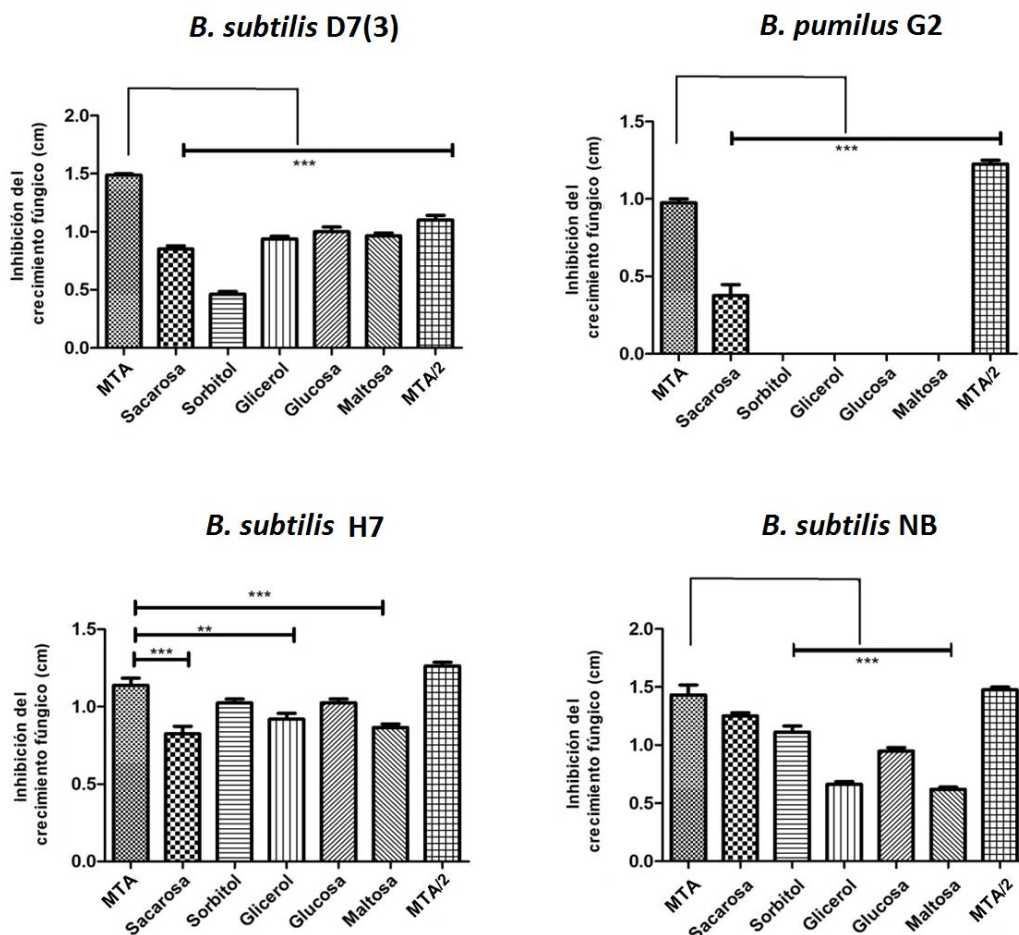 B. subtilis D7(3)
Inhibición del
crecimiento fúngico (cm)
2.0
1.5
1.0
0.5
0.0
***
MTA
Sacarosa
Sorbitol
Glicerol
Glucosa
Maltosa
MTA/2
B. pumilus G2
Inhibición del
crecimiento fúngico (cm)
1.5
1.0
0.5
0.0
***
MTA
Sacarosa
Sorbitol
Glicerol
Glucosa
Maltosa
MTA/2
B. subtilis H7
Inhibición del
crecimiento fúngico (cm)
1.5
1.0
0.5
0.0
***
**
***
MTA
Sacarosa
Sorbitol
Glicerol
Glucosa
Maltosa
MTA/2
B. subtilis NB
Inhibición del
crecimiento fúngico (cm)
2.0
1.5
1.0
0.5
0.0
***
MTA
Sacarosa
Sorbitol
Glicerol
Glucosa
Maltosa
MTA/2